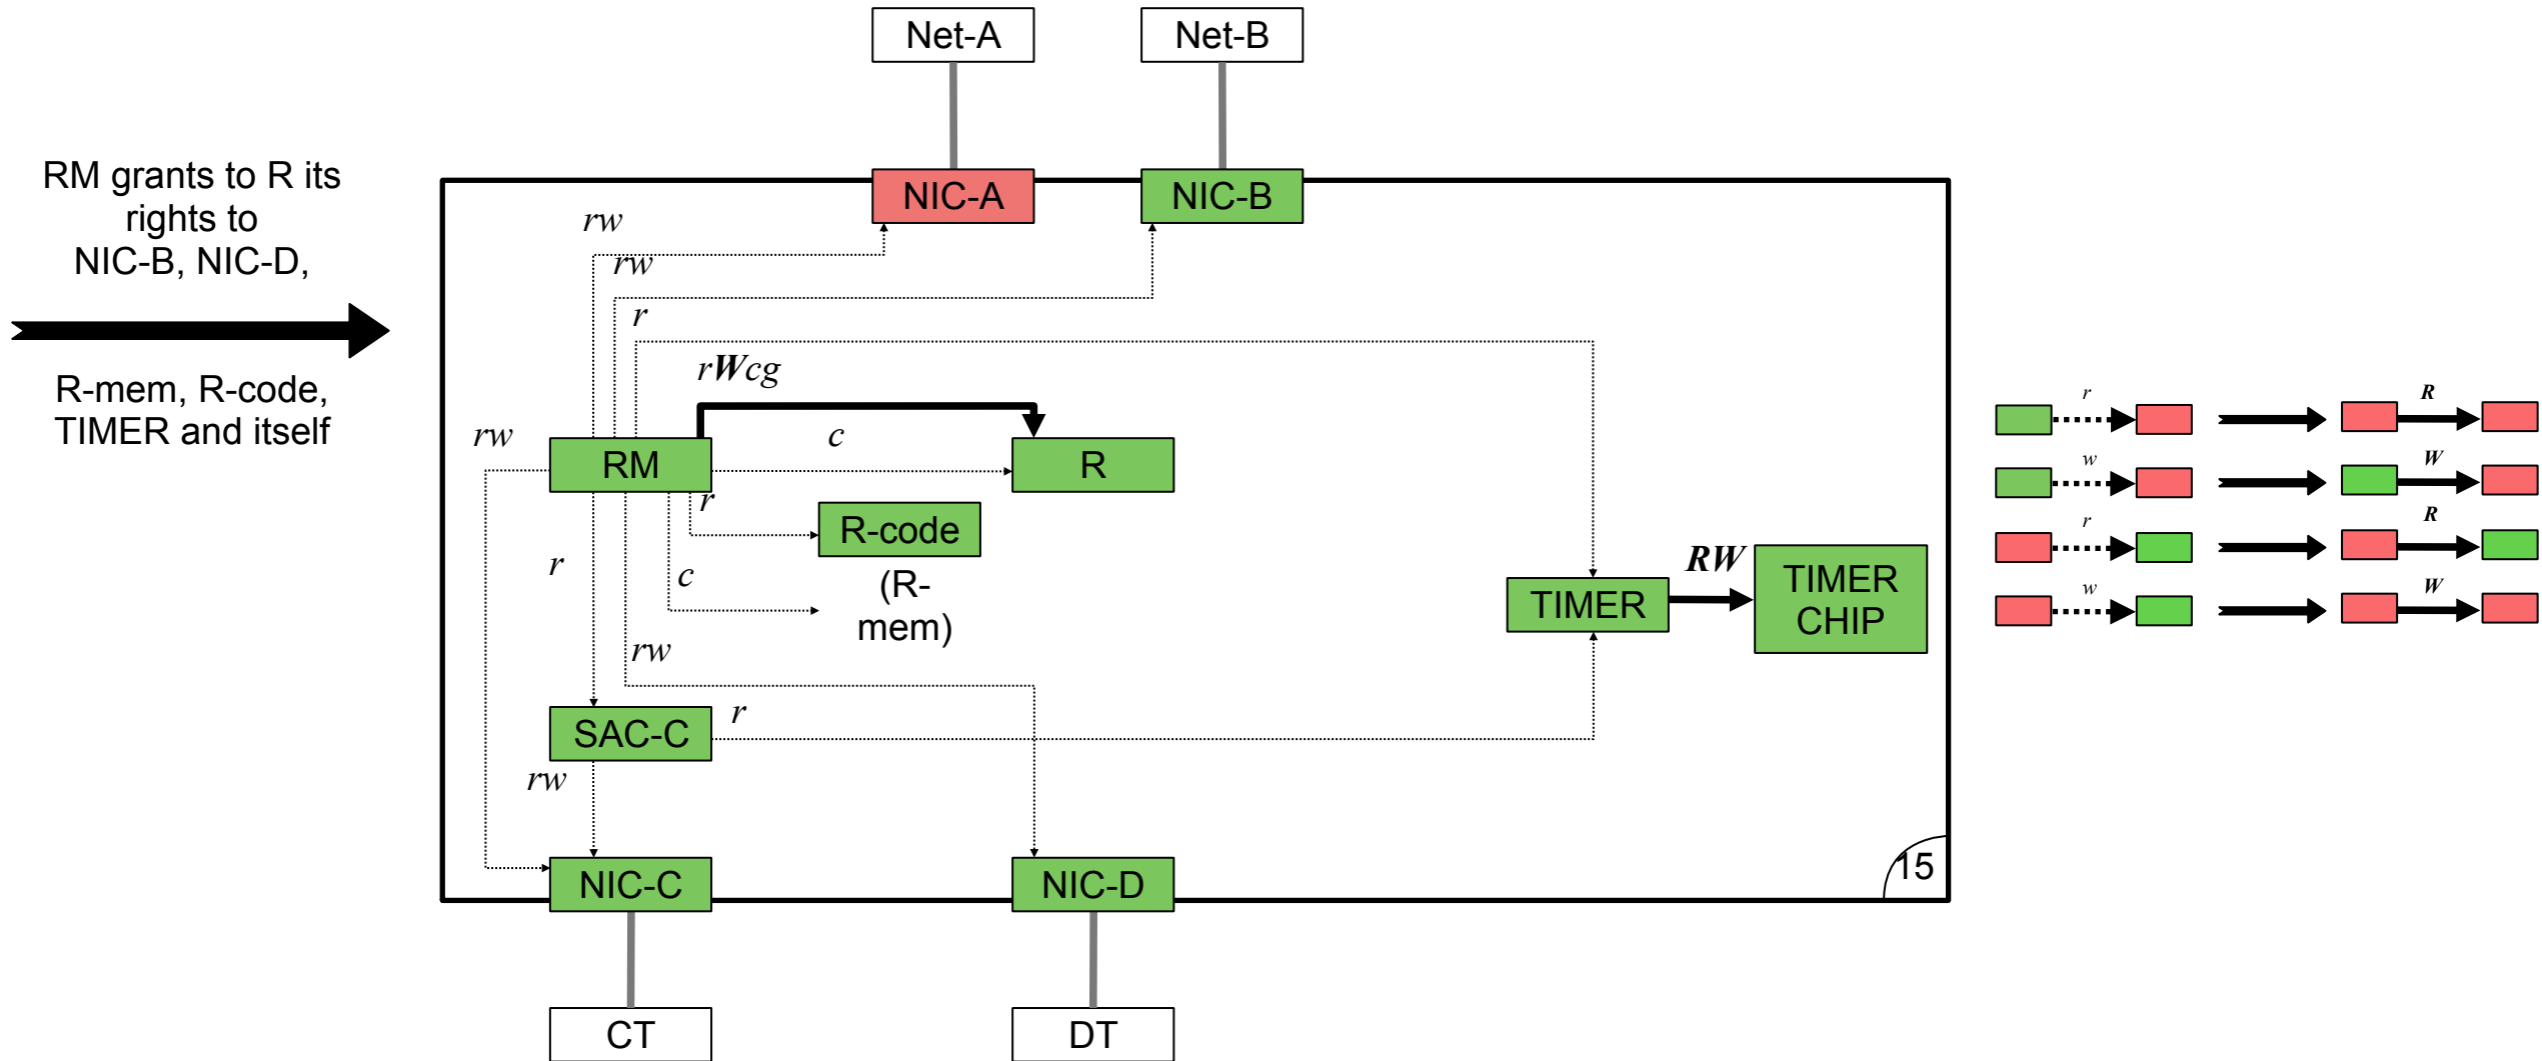 Net-A
Net-B
RM grants to R its
rights to
NIC-B, NIC-D,
R-mem, R-code,
TIMER and itself
NIC-A
NIC-B
rw
rw
r
rWcg
rw
RM
c
R
r
R-code
r
c
(R-
mem)
rw
TIMER
RW
TIMER
CHIP
SAC-C
r
rw
NIC-C
NIC-D
15
CT
DT
r
R
w
W
r
R
w
W